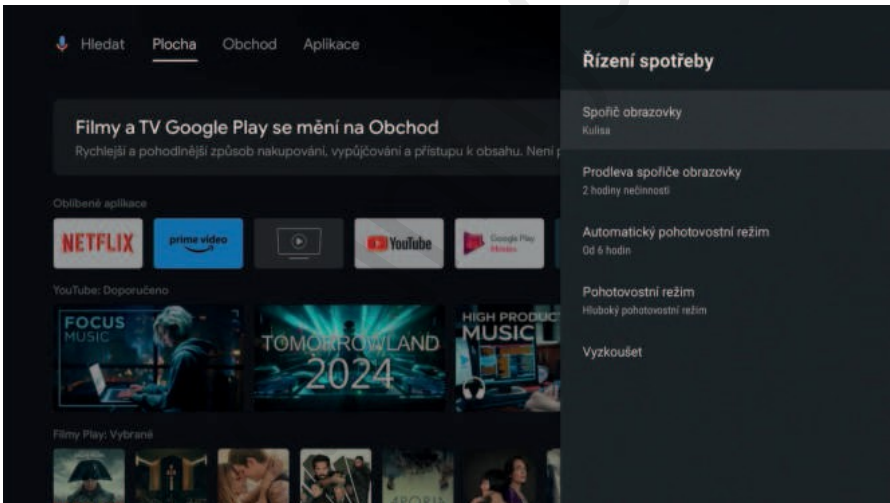 Hledat Plocha Obchod Aplikace
Filmy a TV Google Play se mění na Obchod
Rychlejší a pohodlnější způsob nakupování, vypůjčování a přístupu k obsahu. Není
Oblíbené aplikace
NETFLIX
prime video
YouTube
Google Play
Movies
YouTube: Doporučeno
FOCUS
MUSIC
TOMORROWLAND
2024
HIGH PRODUC
MUSIC
Filmy Play: Vybrané
Řízení spotřeby
Spořič obrazovky
Kulisa
Prodleva spořiče obrazovky
2 hodiny nečinnosti
Automatický pohotovostní režim
Od 6 hodin
Pohotovostní režim
Hluboký pohotovostní režim
Vyzkoušet